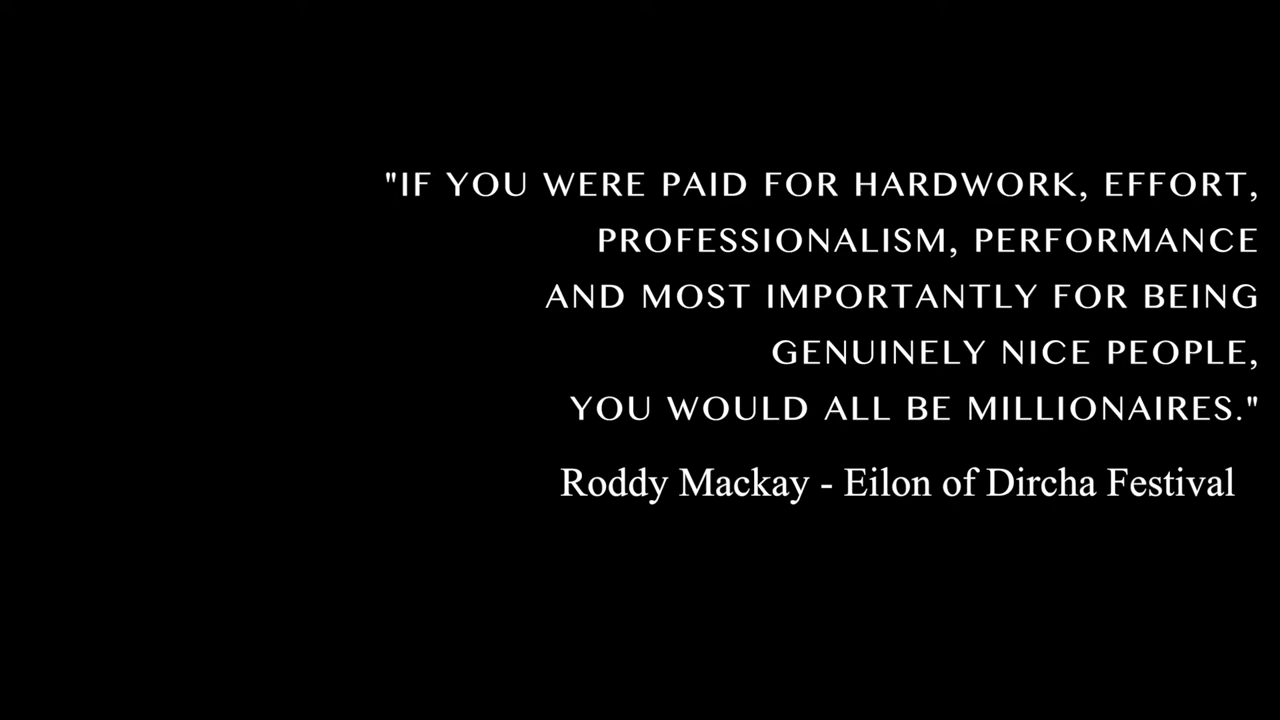 "IF YOU WERE PAID FOR HARDWORK, EFFORT,
PROFESSIONALISM, PERFORMANCE
AND MOST IMPORTANTLY FOR BEING
GENUINELY NICE PEOPLE,
YOU WOULD ALL BE MILLIONAIRES."
Roddy Mackay - Eilon of Dircha Festival